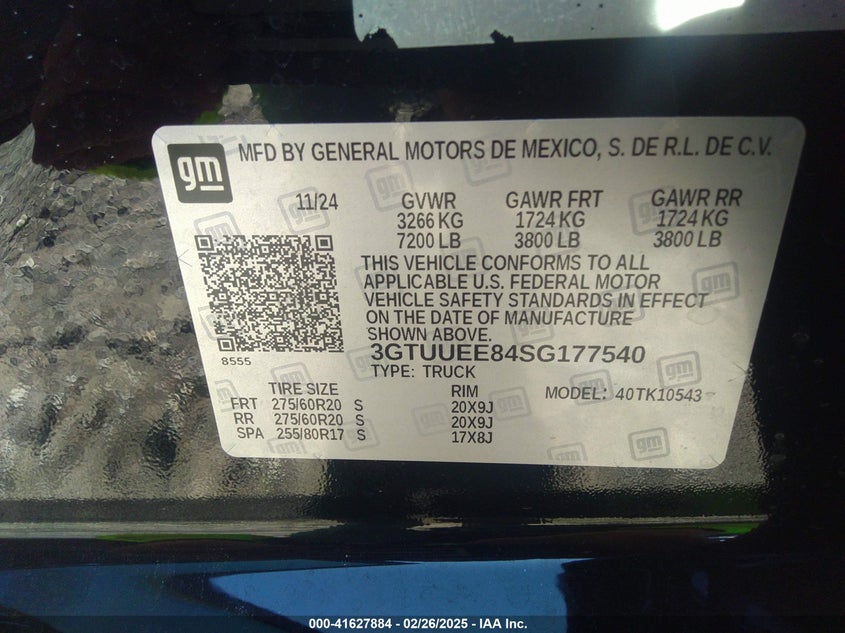 gm MFD BY GENERAL MOTORS DE MEXICO, S. DE R.L. DE C.V.
11/24 GVWR GAWR FRT GAWR RR
3266 KG 1724 KG 1724 KG
7200 LB 3800 LB 3800 LB
THIS VEHICLE CONFORMS TO ALL
APPLICABLE U.S. FEDERAL MOTOR
VEHICLE SAFETY STANDARDS IN EFFECT
ON THE DATE OF MANUFACTURE
SHOWN ABOVE.
8555
3GTUUEE84SG177540
TYPE: TRUCK
TIRE SIZE RIM MODEL: 40TK10543
FRT 275/60R20 S 20X9J
RR 275/60R20 S 20X9J
SPA 255/80R17 S 17X8J
000-41627884 / 02/26/2025 - IAA Inc.